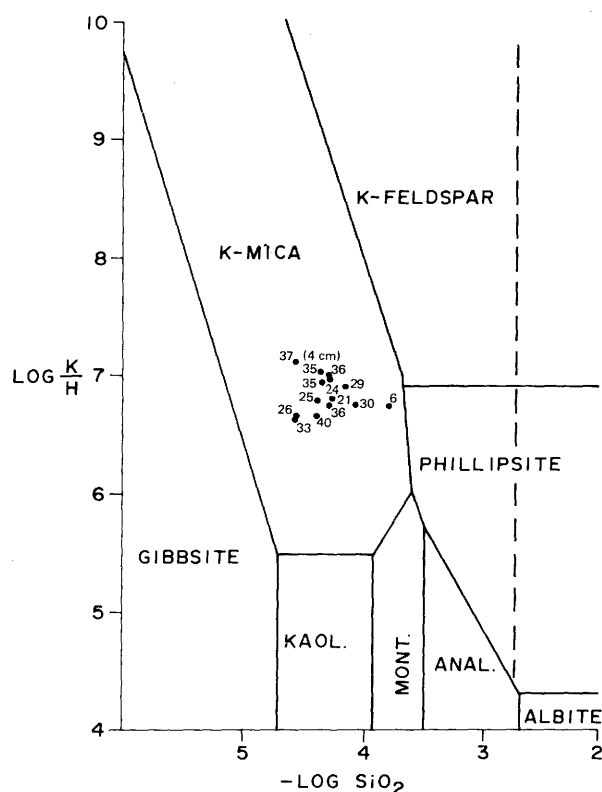 10
9
8
7
6
5
4
LOG K/H
K-FELDSPAR
K-MICA
37 (4 cm)
35 36
35 24 29
25 21 30 6
26 36
33 40
PHILLIPSITE
GIBBSITE
KAOL.
MONT.
ANAL.
ALBITE
5 4 3 2
-LOG SiO₂